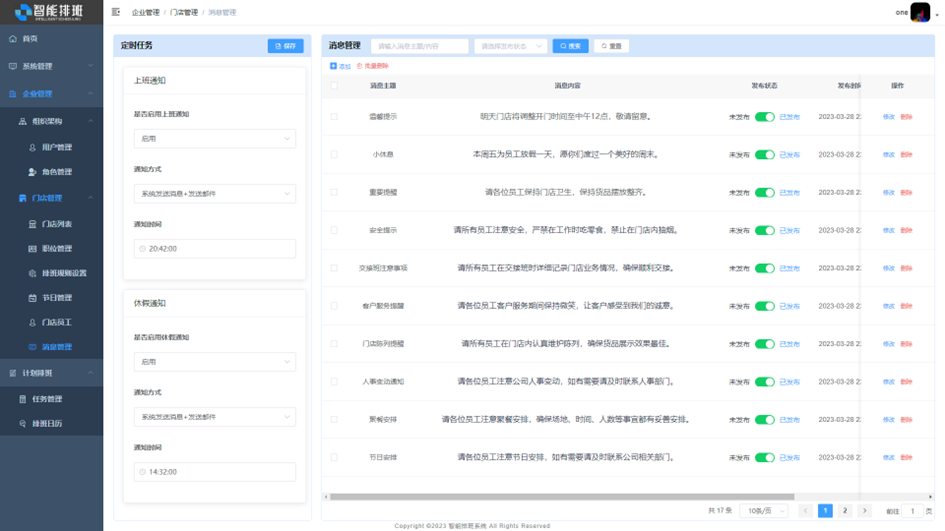 智能排班
INTELLIGENT SCHEDULING
首页
系统管理
企业管理
组织架构
用户管理
角色管理
门店管理
门店列表
职位管理
排班规则设置
节日管理
门店员工
消息管理
计划排班
任务管理
排班日历
企业管理 / 门店管理 / 消息管理
one
定时任务
保存
上班通知
是否启用上班通知
启用
通知方式
系统发送消息+发送邮件
通知时间
20:42:00
休假通知
是否启用休假通知
启用
通知方式
系统发送消息+发送邮件
通知时间
14:32:00
消息管理 请输入消息主题/内容 请选择发布状态 搜索 重置
添加 批量删除
消息主题 消息内容 发布状态 发布时间 操作
温馨提示 明天门店将调整开门时间至中午12点，敬请留意。 未发布 已发布 2023-03-28 2 修改 删除
小休息 本周五为员工放假一天，愿你们度过一个美好的周末。 未发布 已发布 2023-03-28 2 修改 删除
重要提醒 请各位员工保持门店卫生，保持货品摆放整齐。 未发布 已发布 2023-03-28 2 修改 删除
安全提示 请所有员工注意安全，严禁在工作时吃零食，禁止在门店内抽烟。 未发布 已发布 2023-03-28 2 修改 删除
交接班注意事项 请所有员工在交接班时详细记录门店业务情况，确保顺利交接。 未发布 已发布 2023-03-28 2 修改 删除
客户服务提醒 请各位员工客户服务期间保持微笑，让客户感受到我们的诚意。 未发布 已发布 2023-03-28 2 修改 删除
门店陈列提醒 请所有员工在门店内认真维护陈列，确保货品展示效果最佳。 未发布 已发布 2023-03-28 2 修改 删除
人事变动通知 请各位员工注意公司人事变动，如有需要请及时联系人事部门。 未发布 已发布 2023-03-28 2 修改 删除
聚餐安排 请各位员工注意聚餐安排，确保场地、时间、人数等事宜都有妥善安排。 未发布 已发布 2023-03-28 2 修改 删除
节日安排 请各位员工注意节日安排，如有需要请及时联系公司相关部门。 未发布 已发布 2023-03-28 2 修改 删除
共 17 条 10条/页 1 2 前往 1 页
Copyright ©2023 智能排班系统 All Rights Reserved